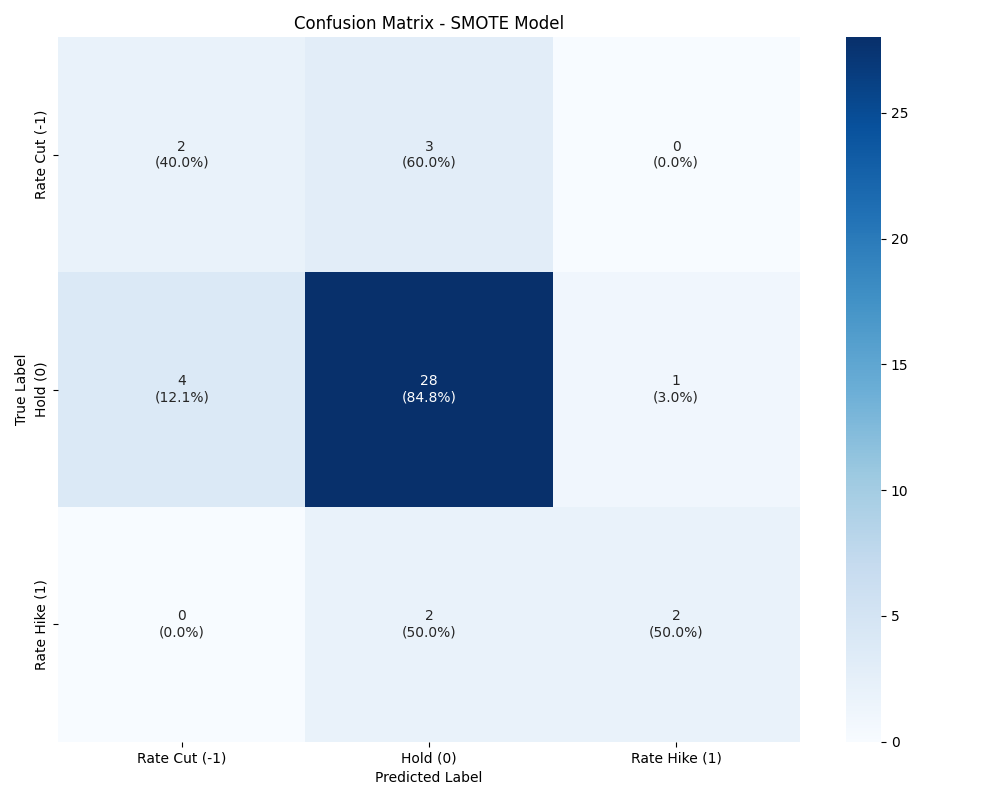 Confusion Matrix - SMOTE Model
True Label
Rate Cut (-1)
2
(40.0%)
3
(60.0%)
0
(0.0%)
Hold (0)
4
(12.1%)
28
(84.8%)
1
(3.0%)
Rate Hike (1)
0
(0.0%)
2
(50.0%)
2
(50.0%)
Rate Cut (-1)
Hold (0)
Rate Hike (1)
Predicted Label
25
20
15
10
5
0